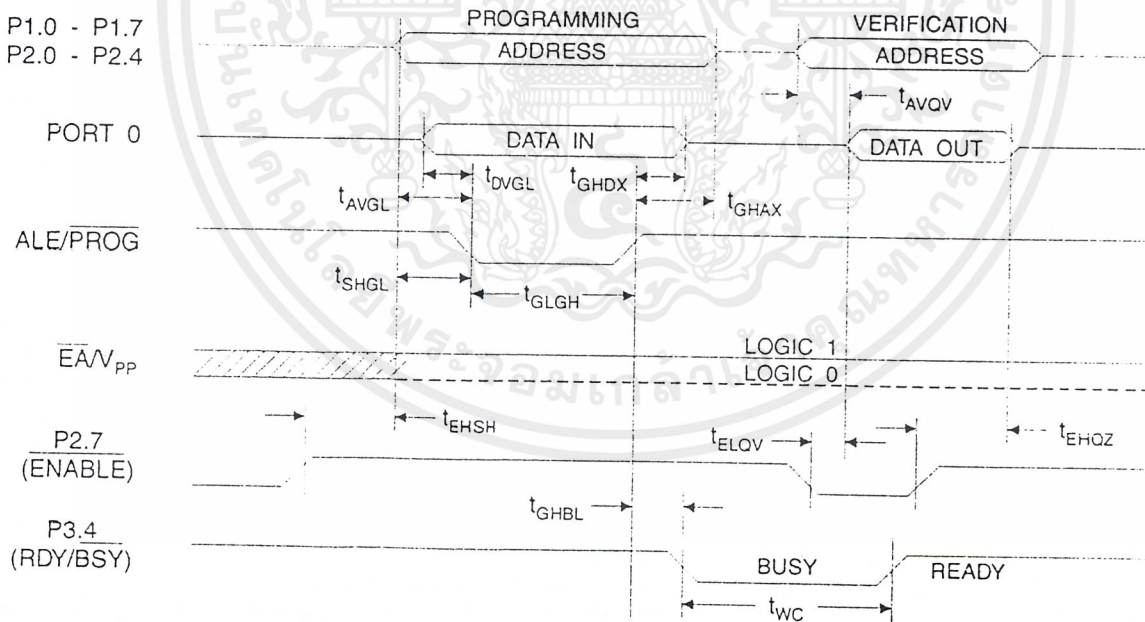 P1.0 - P1.7
P2.0 - P2.4
PROGRAMMING
ADDRESS
VERIFICATION
ADDRESS
tAVQV
PORT 0
DATA IN
DATA OUT
tDVGL
tGHDX
tAVGL
tGHAX
ALE/PROG
tSHGL
tGLGH
EA/VPP
LOGIC 1
LOGIC 0
tEHSH
tELQV
tEHQZ
P2.7
(ENABLE)
tGHBL
P3.4
(RDY/BSY)
BUSY
READY
tWC